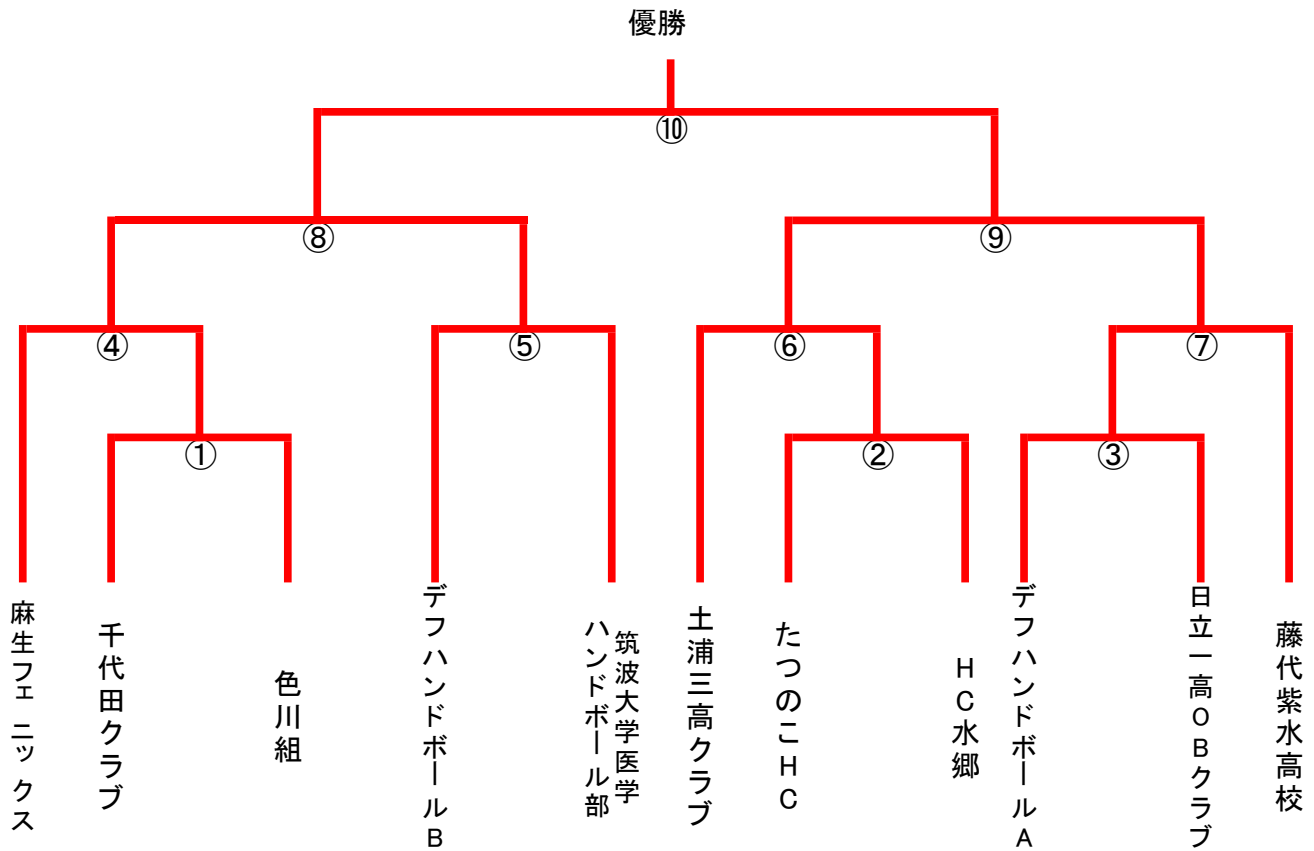 優勝
⑩
⑧
⑨
④
⑤
⑥
⑦
①
②
③
麻生フェニックス
千代田クラブ
色川組
デフハンドボールB
筑波大学医学
ハンドボール部
土浦三高クラブ
たつのこHC
HC水郷
デフハンドボールA
日立一高OBクラブ
藤代紫水高校